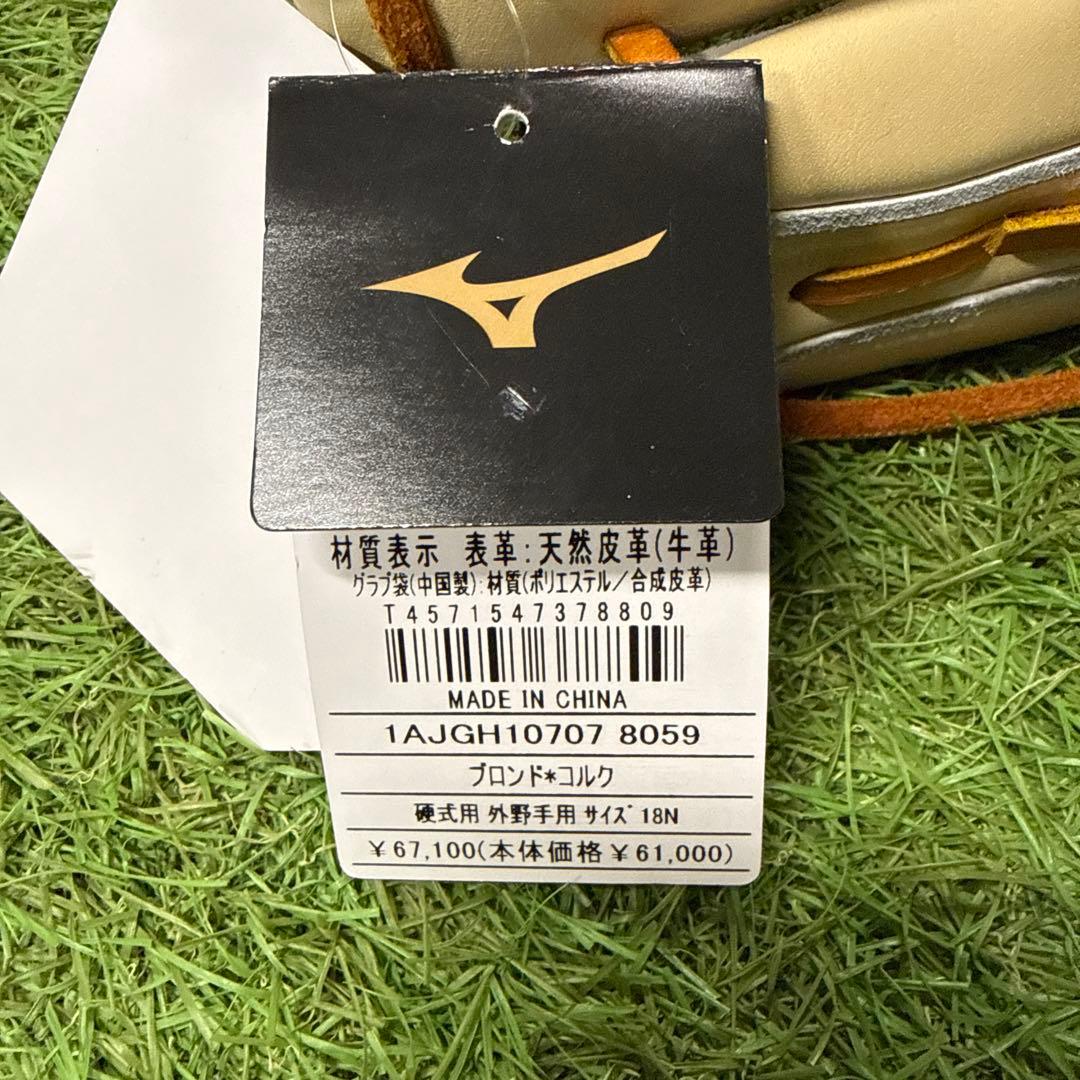 材質表示 表革:天然皮革(牛革)
グラブ袋(中国製):材質(ポリエステル/合成皮革)
T4571547378809
MADE IN CHINA
1AJGH10707 8059
ブロンド*コルク
硬式用 外野手用 サイズ 18N
¥67,100(本体価格¥61,000)